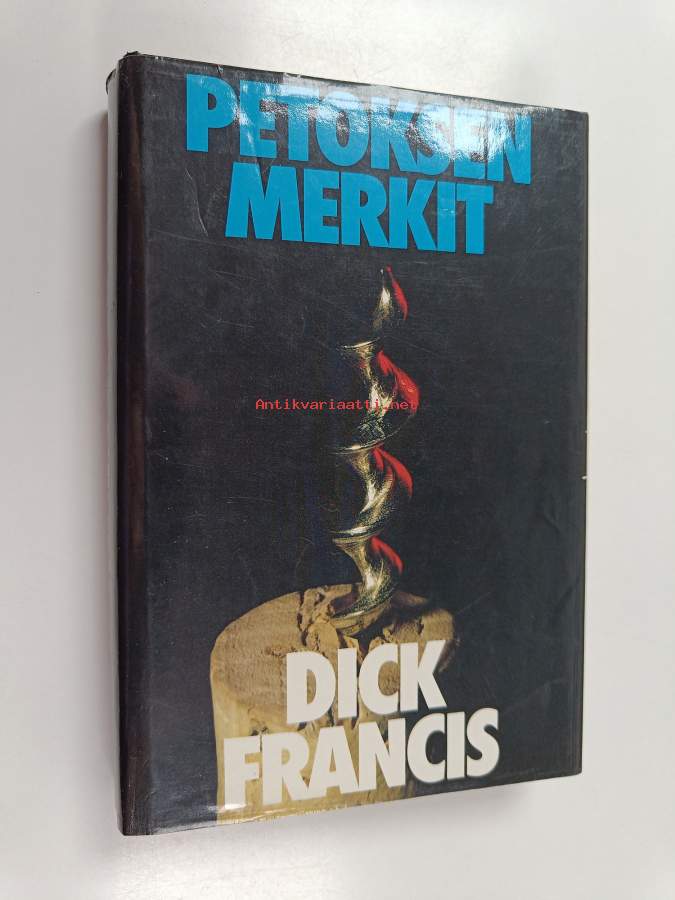 PETOKSEN
MERKIT
Antikvariaatti.net
DICK
FRANCIS